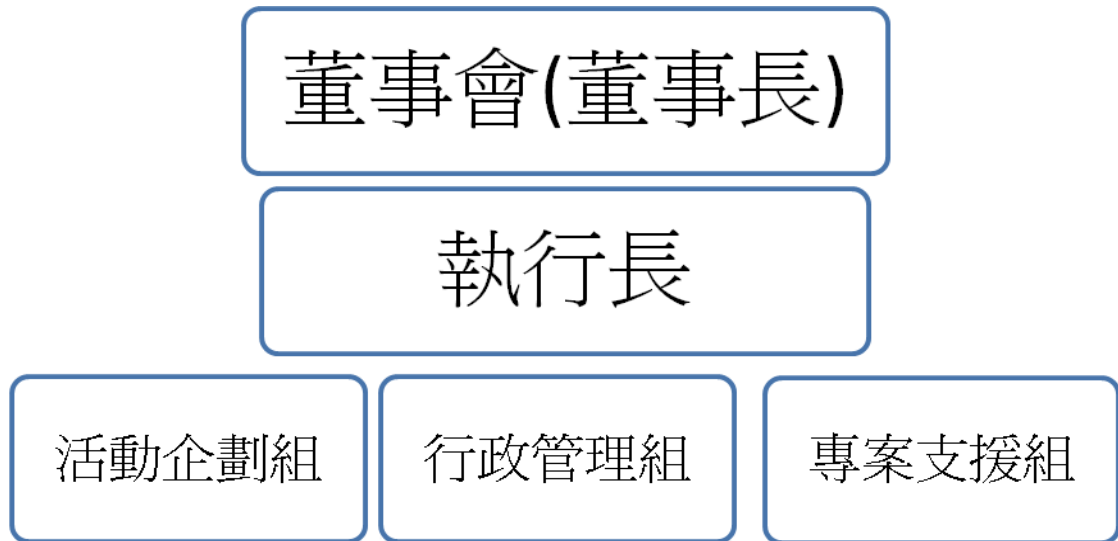 董事會(董事長)
執行長
活動企劃組
行政管理組
專案支援組